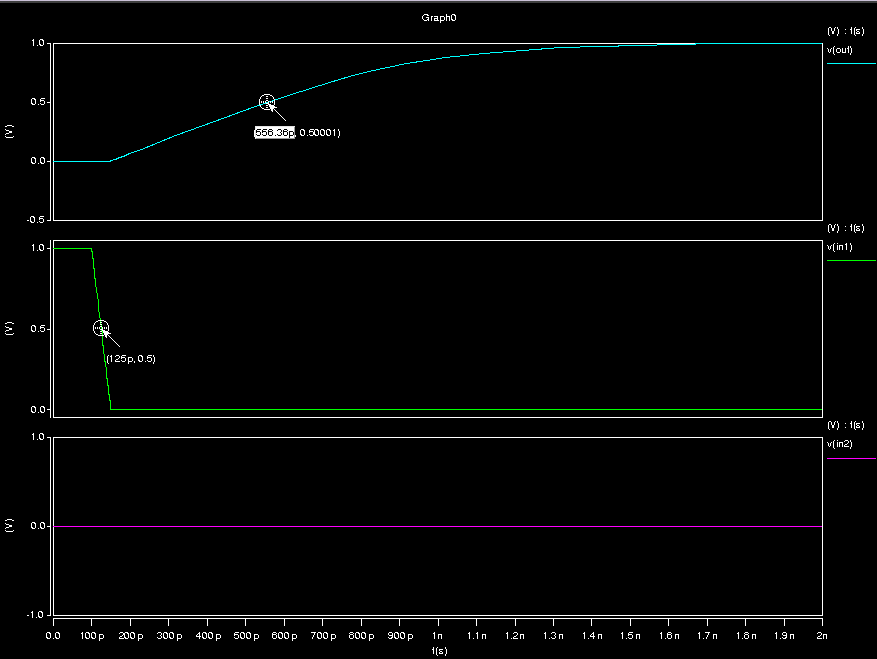 Graph0
(V) : t(s)
v(out)
1.0
0.5
0.0
-0.5
(V)
556.36p, 0.50001)
(V) : t(s)
v(in1)
1.0
0.5
0.0
(V)
(125p, 0.5)
(V) : t(s)
v(in2)
1.0
0.0
-1.0
(V)
0.0 100p 200p 300p 400p 500p 600p 700p 800p 900p 1n 1.1n 1.2n 1.3n 1.4n 1.5n 1.6n 1.7n 1.8n 1.9n 2n
t(s)